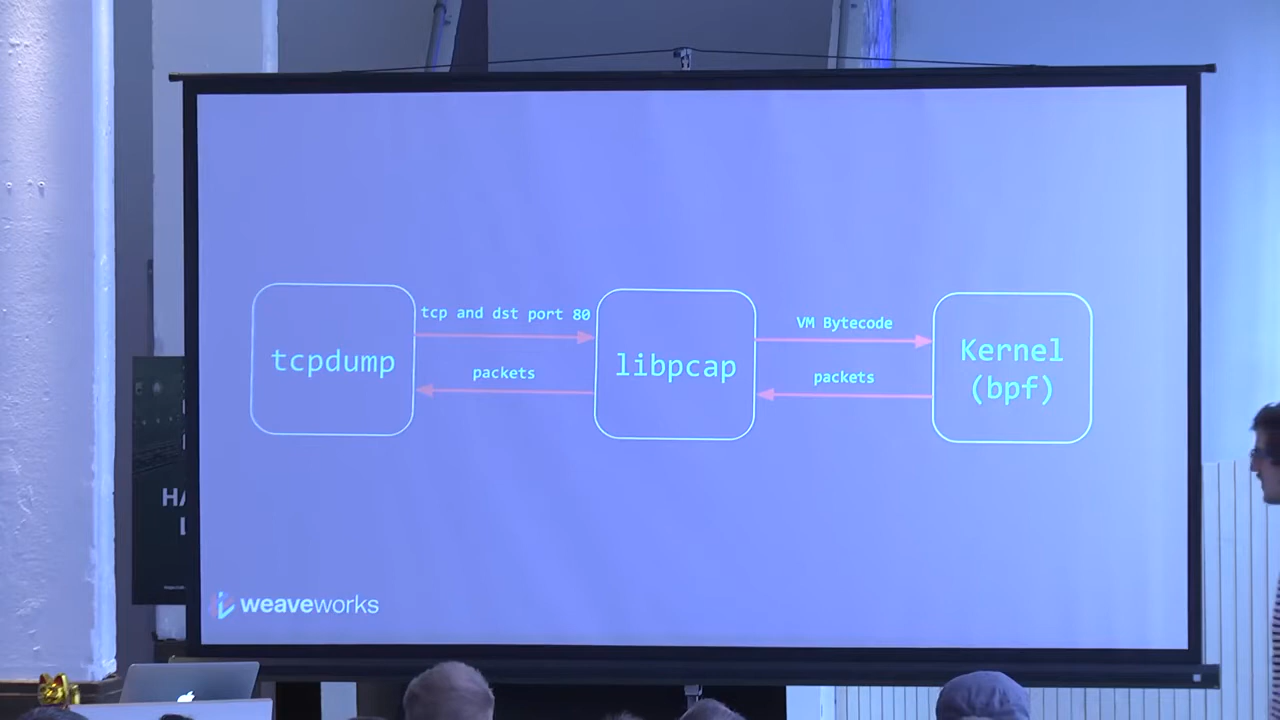 tcpdump
tcp and dst port 80
packets
libpcap
VM Bytecode
packets
Kernel
(bpf)
weaveworks